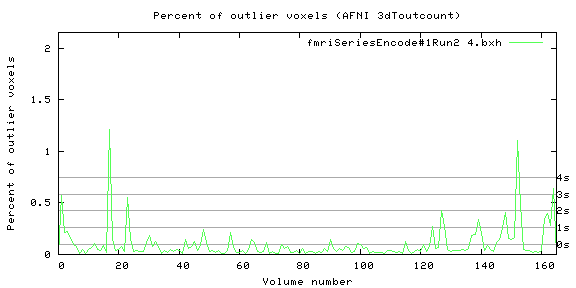 Percent of outlier voxels (AFNI 3dToutcount)
fmriSeriesEncode#1Run2 4.bxh
Percent of outlier voxels
2
1.5
1
0.5
0
4s
3s
2s
1s
0s
0 20 40 60 80 100 120 140 160
Volume number